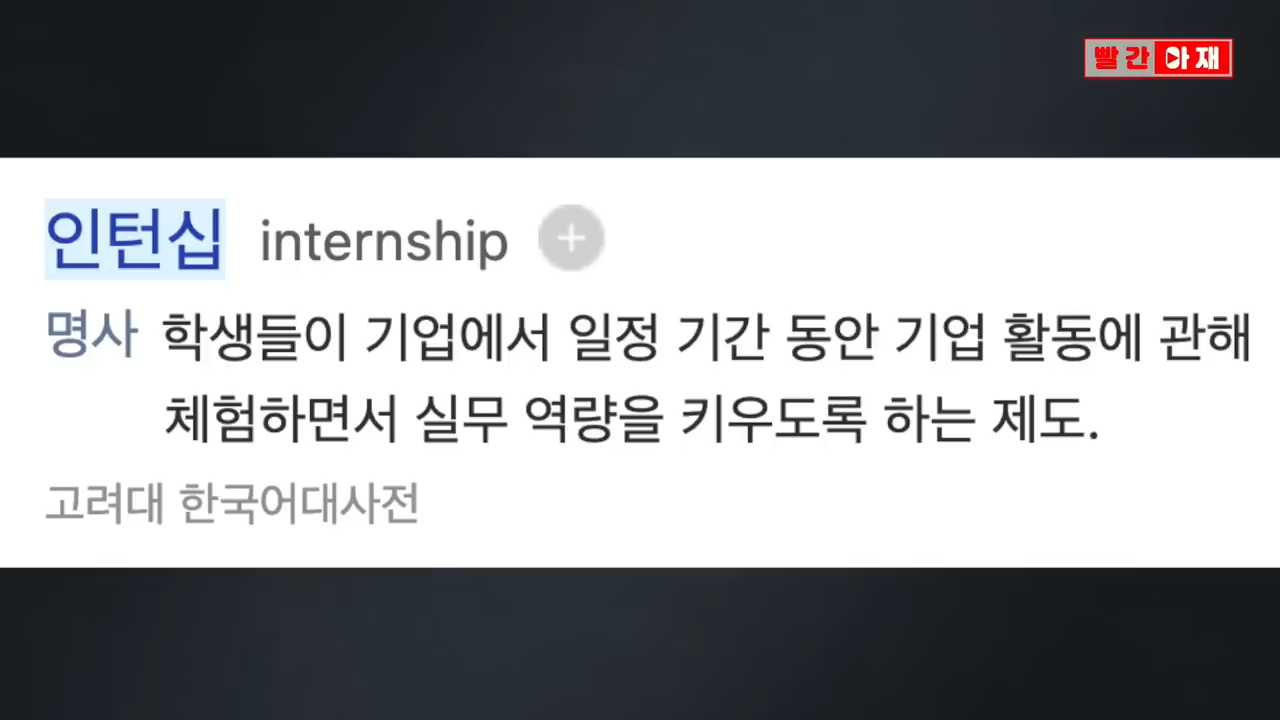 빨간아재
인턴십 internship +
명사 학생들이 기업에서 일정 기간 동안 기업 활동에 관해
체험하면서 실무 역량을 키우도록 하는 제도.
고려대 한국어대사전